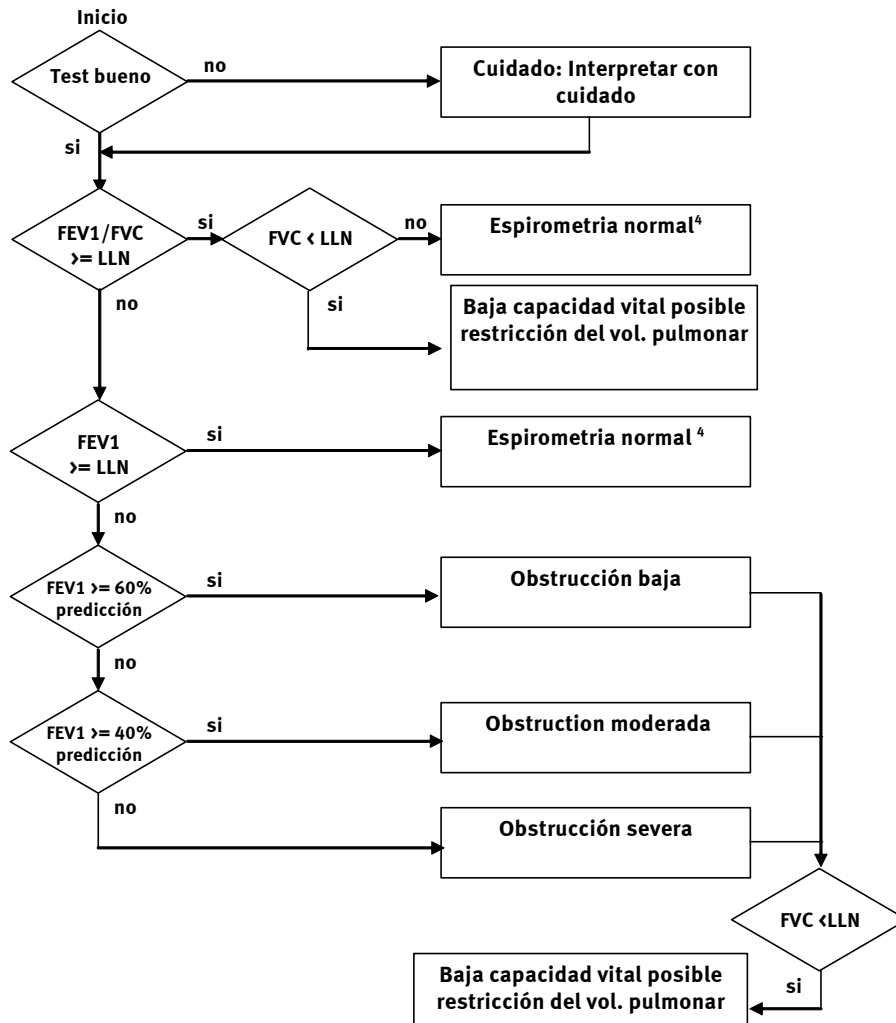 Inicio
Test bueno
no
Cuidado: Interpretar con
cuidado
si
FEV1/FVC
>= LLN
si
FVC < LLN
no
Espirometria normal⁴
no
si
Baja capacidad vital posible
restricción del vol. pulmonar
FEV1
>= LLN
si
Espirometria normal ⁴
no
FEV1 >= 60%
predicción
si
Obstrucción baja
no
FEV1 >= 40%
predicción
si
Obstruction moderada
no
Obstrucción severa
FVC <LLN
si
Baja capacidad vital posible
restricción del vol. pulmonar